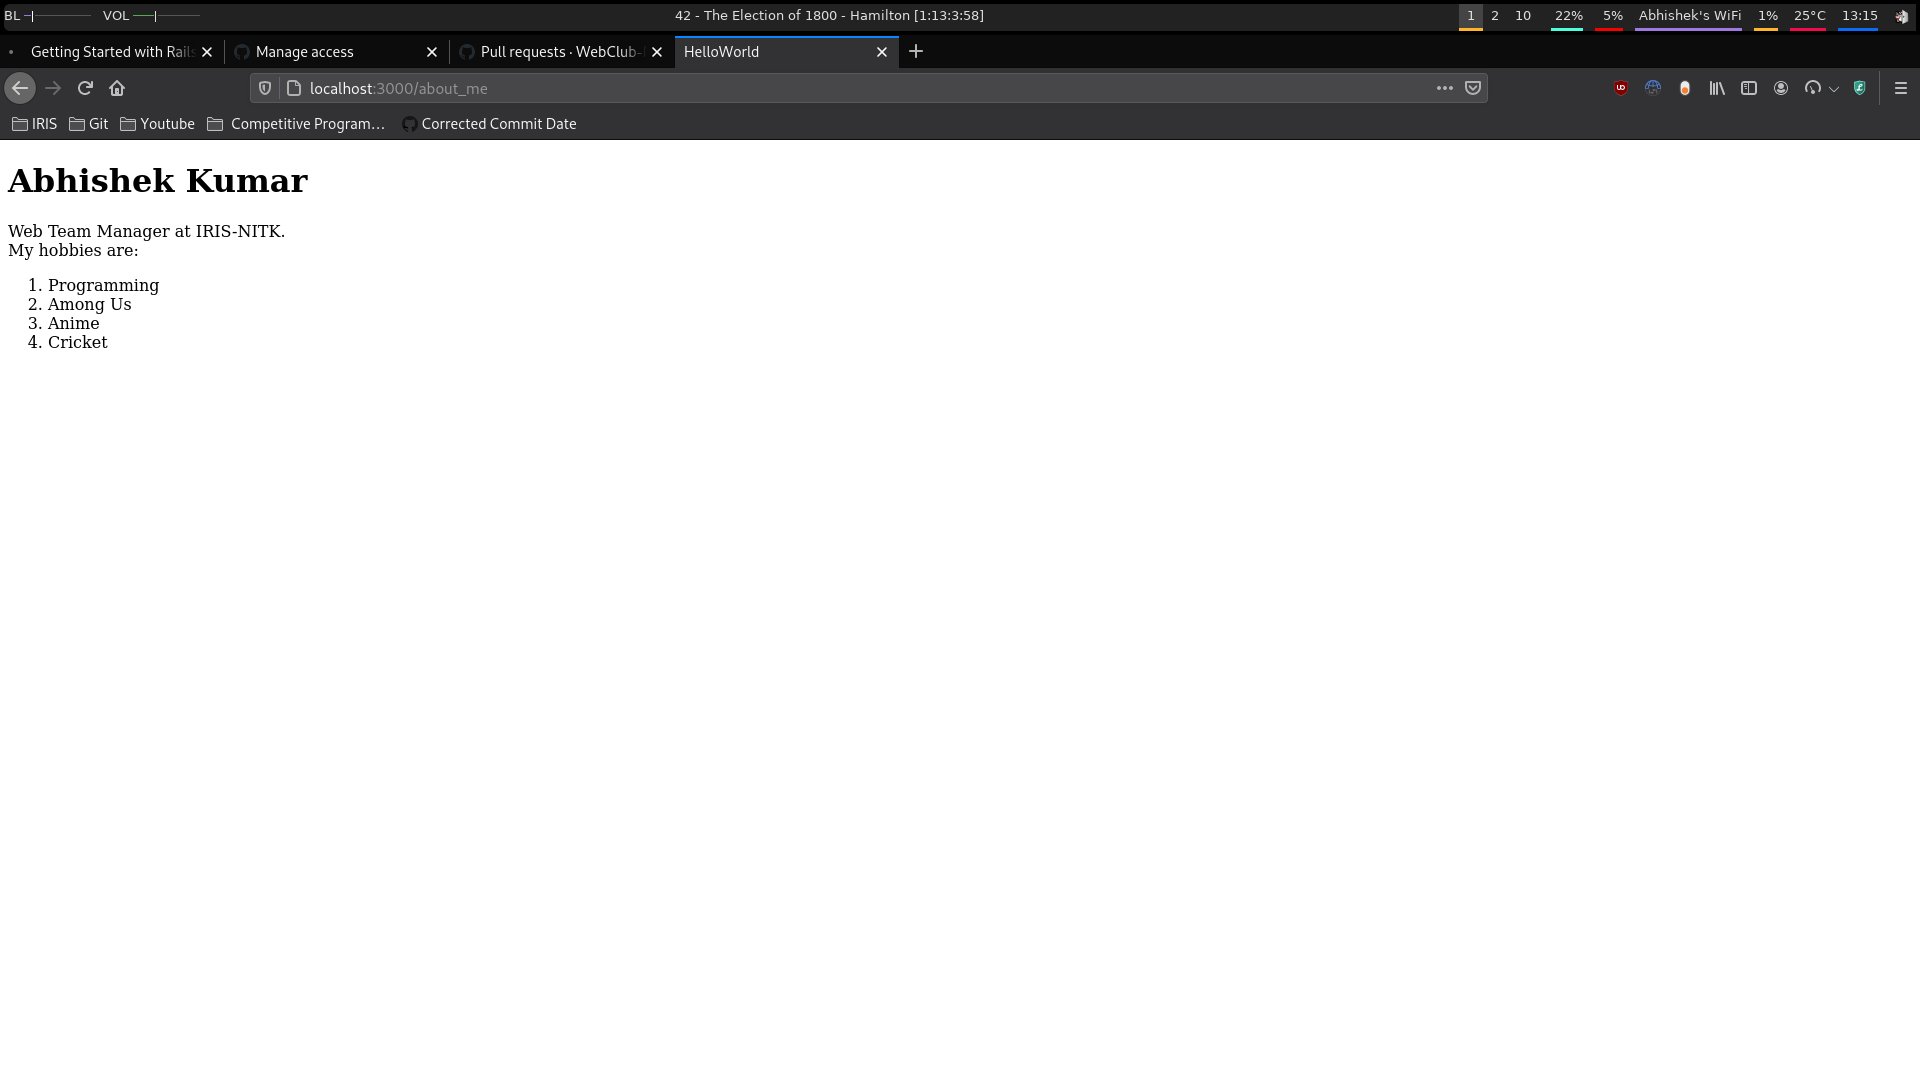 BL VOL 42 - The Election of 1800 - Hamilton [1:13:3:58] 1 2 10 22% 5% Abhishek's WiFi 1% 25°C 13:15
Getting Started with Rails Manage access Pull requests · WebClub- HelloWorld
localhost:3000/about_me
IRIS Git Youtube Competitive Program… Corrected Commit Date
Abhishek Kumar
Web Team Manager at IRIS-NITK.
My hobbies are:
1. Programming
2. Among Us
3. Anime
4. Cricket